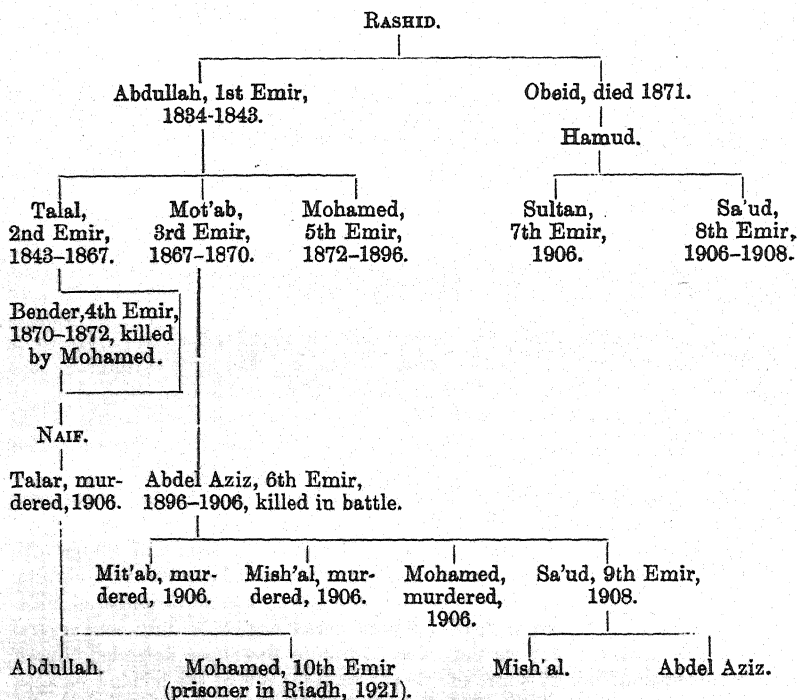 RASHID.
Abdullah, 1st Emir,
1834-1843.
Obeid, died 1871.
Hamud.
Talal,
2nd Emir,
1843–1867.
Mot'ab,
3rd Emir,
1867–1870.
Mohamed,
5th Emir,
1872–1896.
Sultan,
7th Emir,
1906.
Sa'ud,
8th Emir,
1906–1908.
Bender, 4th Emir,
1870–1872, killed
by Mohamed.
NAIF.
Talar, mur-
dered, 1906.
Abdel Aziz, 6th Emir,
1896–1906, killed in battle.
Mit'ab, mur-
dered, 1906.
Mish'al, mur-
dered, 1906.
Mohamed,
murdered,
1906.
Sa'ud, 9th Emir,
1908.
Abdullah.
Mohamed, 10th Emir
(prisoner in Riadh, 1921).
Mish'al.
Abdel Aziz.